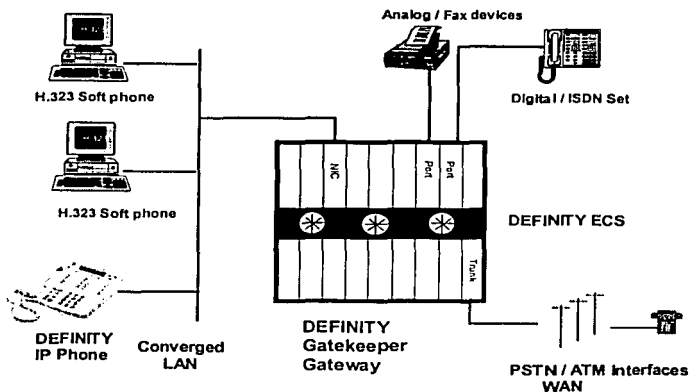 Analog / Fax devices
H.323 Soft phone
Digital / ISDN Set
NIC
Port
Port
H.323 Soft phone
DEFINITY ECS
Trunk
DEFINITY
IP Phone
Converged
LAN
DEFINITY
Gatekeeper
Gateway
PSTN / ATM Interfaces
WAN